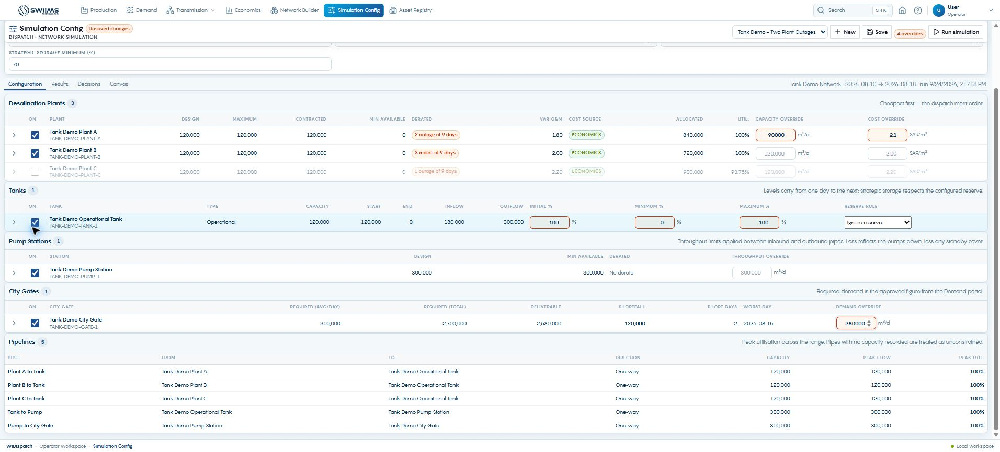 SWIIMS
WIDispatch
Production
Demand
Transmission
Economics
Network Builder
Simulation Config
Asset Registry
Search
Ctrl K
U
User
Operator
Simulation Config
Unsaved changes
DISPATCH · NETWORK SIMULATION
Tank Demo – Two Plant Outages
New
Save
4 overrides
Run simulation
STRATEGIC STORAGE MINIMUM (%)
70
Configuration Results Decisions Canvas
Tank Demo Network · 2026-08-10 → 2026-08-18 · run 9/24/2026, 2:17:18 PM
Desalination Plants 3
Cheapest first — the dispatch merit order.
ON PLANT DESIGN MAXIMUM CONTRACTED MIN AVAILABLE DERATED VAR O&M COST SOURCE ALLOCATED UTIL. CAPACITY OVERRIDE COST OVERRIDE
Tank Demo Plant A 120,000 120,000 120,000 0 2 outage of 9 days 1.80 ECONOMICS 840,000 100% 90000 m³/d 2.1 SAR/m³
TANK-DEMO-PLANT-A
Tank Demo Plant B 120,000 120,000 120,000 0 3 maint. of 9 days 2.00 ECONOMICS 720,000 100% 120,000 m³/d 2.00 SAR/m³
TANK-DEMO-PLANT-B
Tank Demo Plant C 120,000 120,000 120,000 0 1 outage of 9 days 2.20 ECONOMICS 900,000 93.75% 120,000 m³/d 2.20 SAR/m³
TANK-DEMO-PLANT-C
Tanks 1
Levels carry from one day to the next; strategic storage respects the configured reserve.
ON TANK TYPE CAPACITY START END INFLOW OUTFLOW INITIAL % MINIMUM % MAXIMUM % RESERVE RULE
Tank Demo Operational Tank Operational 120,000 120,000 0 180,000 300,000 100 % 0 % 100 % Ignore reserve
TANK-DEMO-TANK-1
Pump Stations 1
Throughput limits applied between inbound and outbound pipes. Loss reflects the pumps down, less any standby cover.
ON STATION DESIGN MIN AVAILABLE DERATED THROUGHPUT OVERRIDE
Tank Demo Pump Station 300,000 300,000 No derate 300,000 m³/d
TANK-DEMO-PUMP-1
City Gates 1
Required demand is the approved figure from the Demand portal.
ON CITY GATE REQUIRED (AVG/DAY) REQUIRED (TOTAL) DELIVERABLE SHORTFALL SHORT DAYS WORST DAY DEMAND OVERRIDE
Tank Demo City Gate 300,000 2,700,000 2,580,000 120,000 2 2026-08-15 280000 m³/d
TANK-DEMO-GATE-1
Pipelines 5
Peak utilisation across the range. Pipes with no capacity recorded are treated as unconstrained.
PIPE FROM TO DIRECTION CAPACITY PEAK FLOW PEAK UTIL.
Plant A to Tank Tank Demo Plant A Tank Demo Operational Tank One-way 120,000 120,000 100%
Plant B to Tank Tank Demo Plant B Tank Demo Operational Tank One-way 120,000 120,000 100%
Plant C to Tank Tank Demo Plant C Tank Demo Operational Tank One-way 120,000 120,000 100%
Tank to Pump Tank Demo Operational Tank Tank Demo Pump Station One-way 300,000 300,000 100%
Pump to City Gate Tank Demo Pump Station Tank Demo City Gate One-way 300,000 300,000 100%
WIDispatch · Operator Workspace · Simulation Config
Local workspace